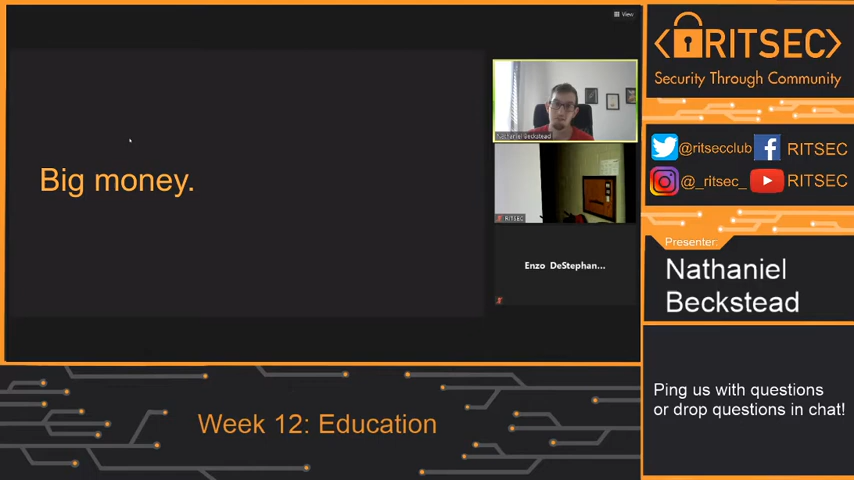 View
<RITSEC>
Security Through Community
@ritsecclub
RITSEC
@_ritsec_
RITSEC
Big money.
Nathaniel Beckstead
RITSEC
Enzo DeStephan...
Presenter:
Nathaniel
Beckstead
Ping us with questions
or drop questions in chat!
Week 12: Education